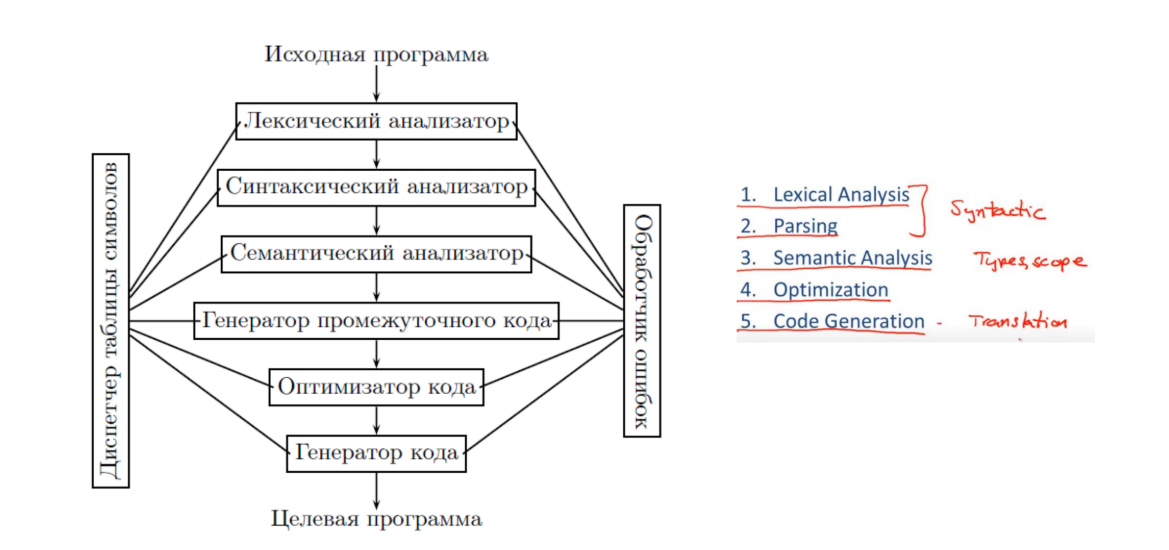 Исходная программа
Лексический анализатор
Синтаксический анализатор
Семантический анализатор
Генератор промежуточного кода
Оптимизатор кода
Генератор кода
Целевая программа
Диспетчер таблицы символов
Обработчик ошибок
1. Lexical Analysis
2. Parsing
Syntactic
3. Semantic Analysis Types, scope
4. Optimization
5. Code Generation - Translation